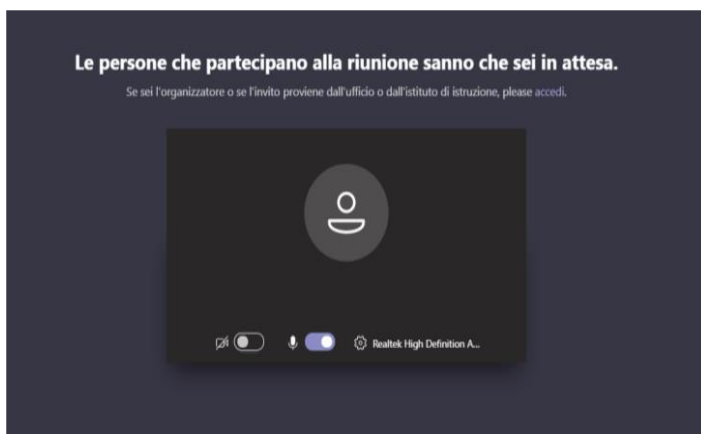 Le persone che partecipano alla riunione sanno che sei in attesa.
Se sei l'organizzatore o se l'invito proviene dall'ufficio o dall'istituto di istruzione, please accedi.
Realtek High Definition A...